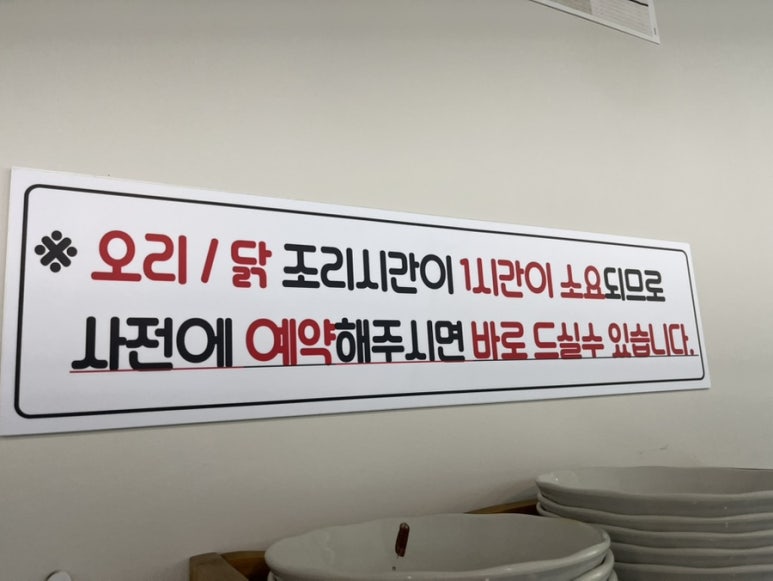 ※ 오리 / 닭 조리시간이 1시간이 소요되므로
사전에 예약해주시면 바로 드실수 있습니다.